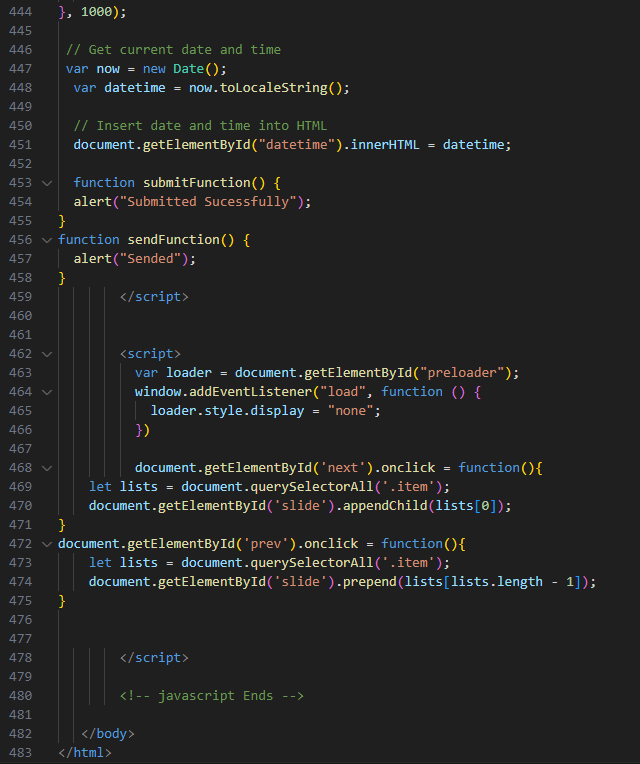 444 }, 1000);
445
446 // Get current date and time
447 var now = new Date();
448 var datetime = now.toLocaleString();
449
450 // Insert date and time into HTML
451 document.getElementById("datetime").innerHTML = datetime;
452
453 function submitFunction() {
454 alert("Submitted Sucessfully");
455 }
456 function sendFunction() {
457 alert("Sended");
458 }
459 </script>
460
461
462 <script>
463 var loader = document.getElementById("preloader");
464 window.addEventListener("load", function () {
465 loader.style.display = "none";
466 })
467
468 document.getElementById('next').onclick = function(){
469 let lists = document.querySelectorAll('.item');
470 document.getElementById('slide').appendChild(lists[0]);
471 }
472 document.getElementById('prev').onclick = function(){
473 let lists = document.querySelectorAll('.item');
474 document.getElementById('slide').prepend(lists[lists.length - 1]);
475 }
476
477
478 </script>
479
480 <!-- javascript Ends -->
481
482 </body>
483 </html>